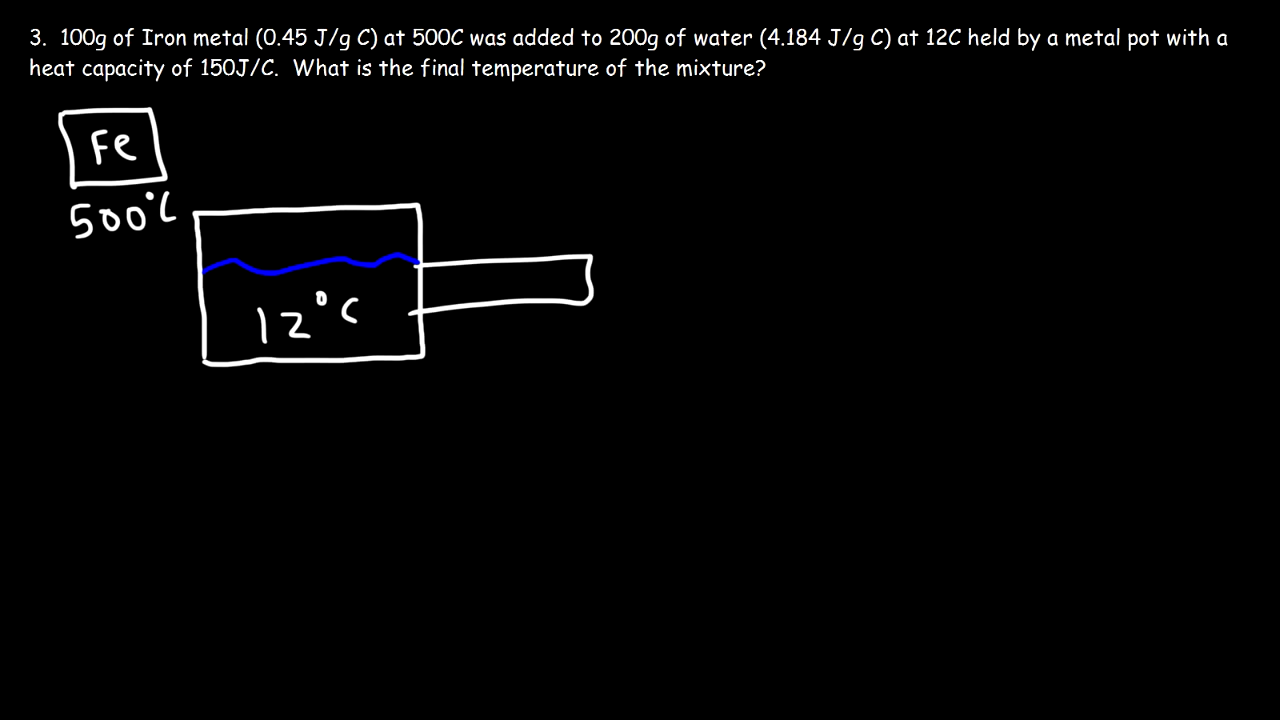 3. 100g of Iron metal (0.45 J/g C) at 500C was added to 200g of water (4.184 J/g C) at 12C held by a metal pot with a
heat capacity of 150J/C. What is the final temperature of the mixture?
Fe
500°C
12°C